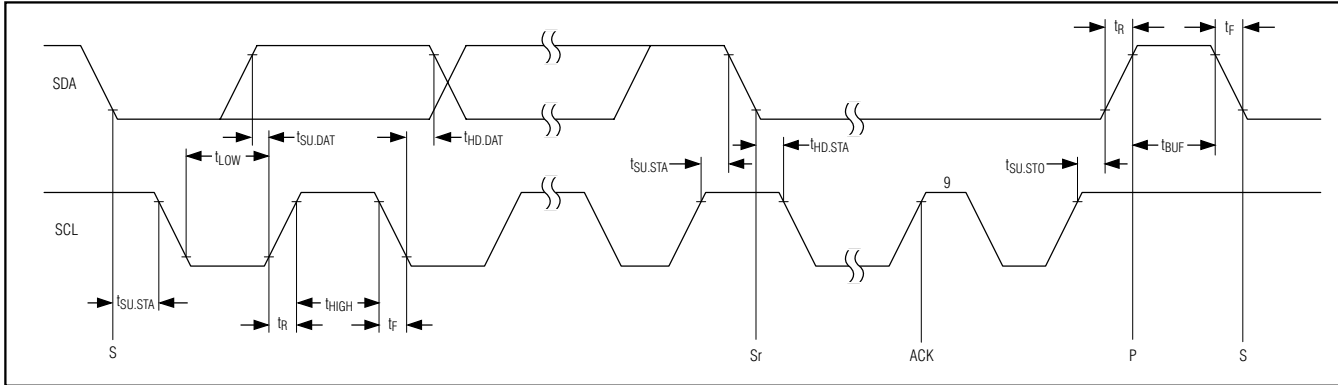 tR
tF
SDA
tSU.DAT
tHD.DAT
tLOW
tSU.STA
tHD.STA
tSU.STO
tBUF
9
SCL
tSU.STA
tR
tHIGH
tF
S
Sr
ACK
P
S